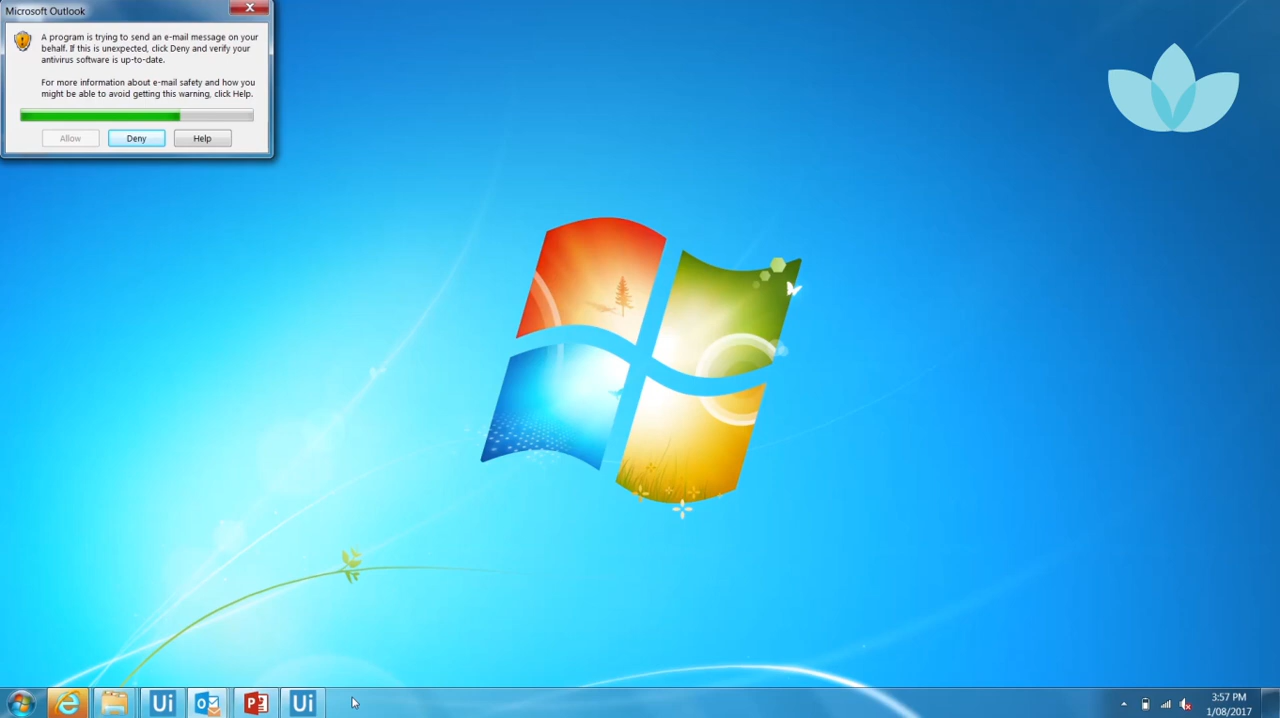 Microsoft Outlook
A program is trying to send an e-mail message on your
behalf. If this is unexpected, click Deny and verify your
antivirus software is up-to-date.
For more information about e-mail safety and how you
might be able to avoid getting this warning, click Help.
Allow Deny Help
Ui Ui
3:57 PM
1/08/2017